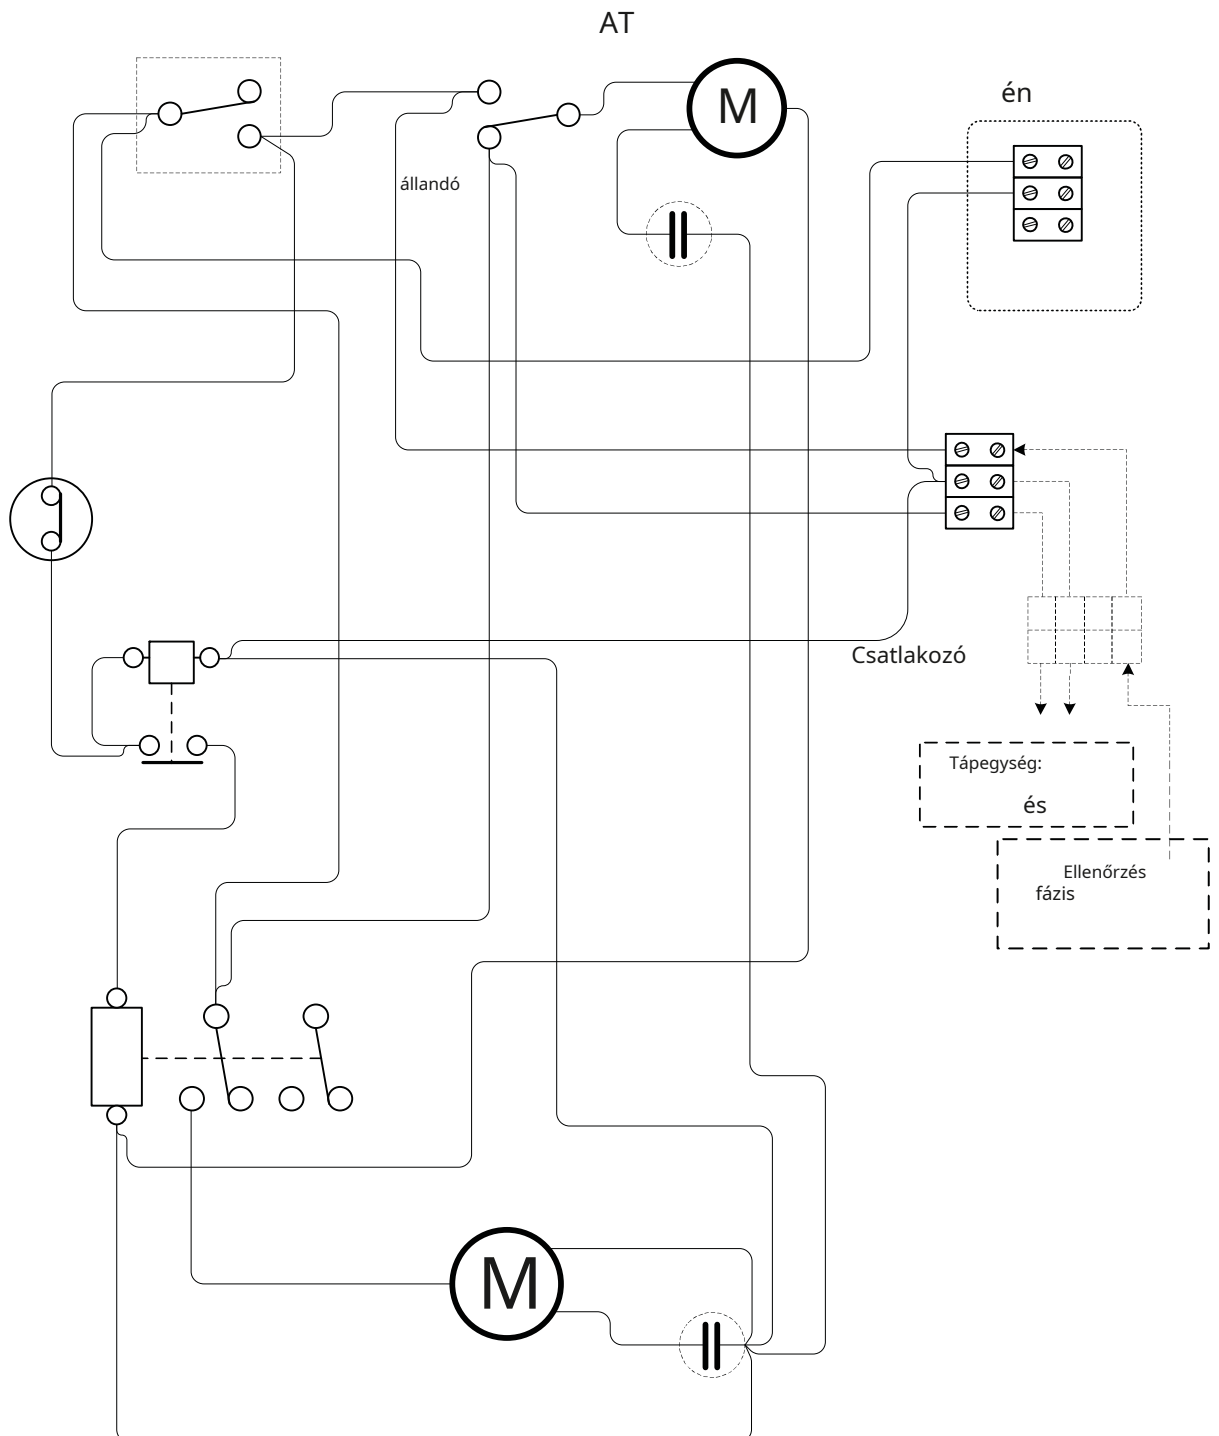 AT
M
én
állandó
Csatlakozó
Tápegység:
és
Ellenőrzés
fázis
M